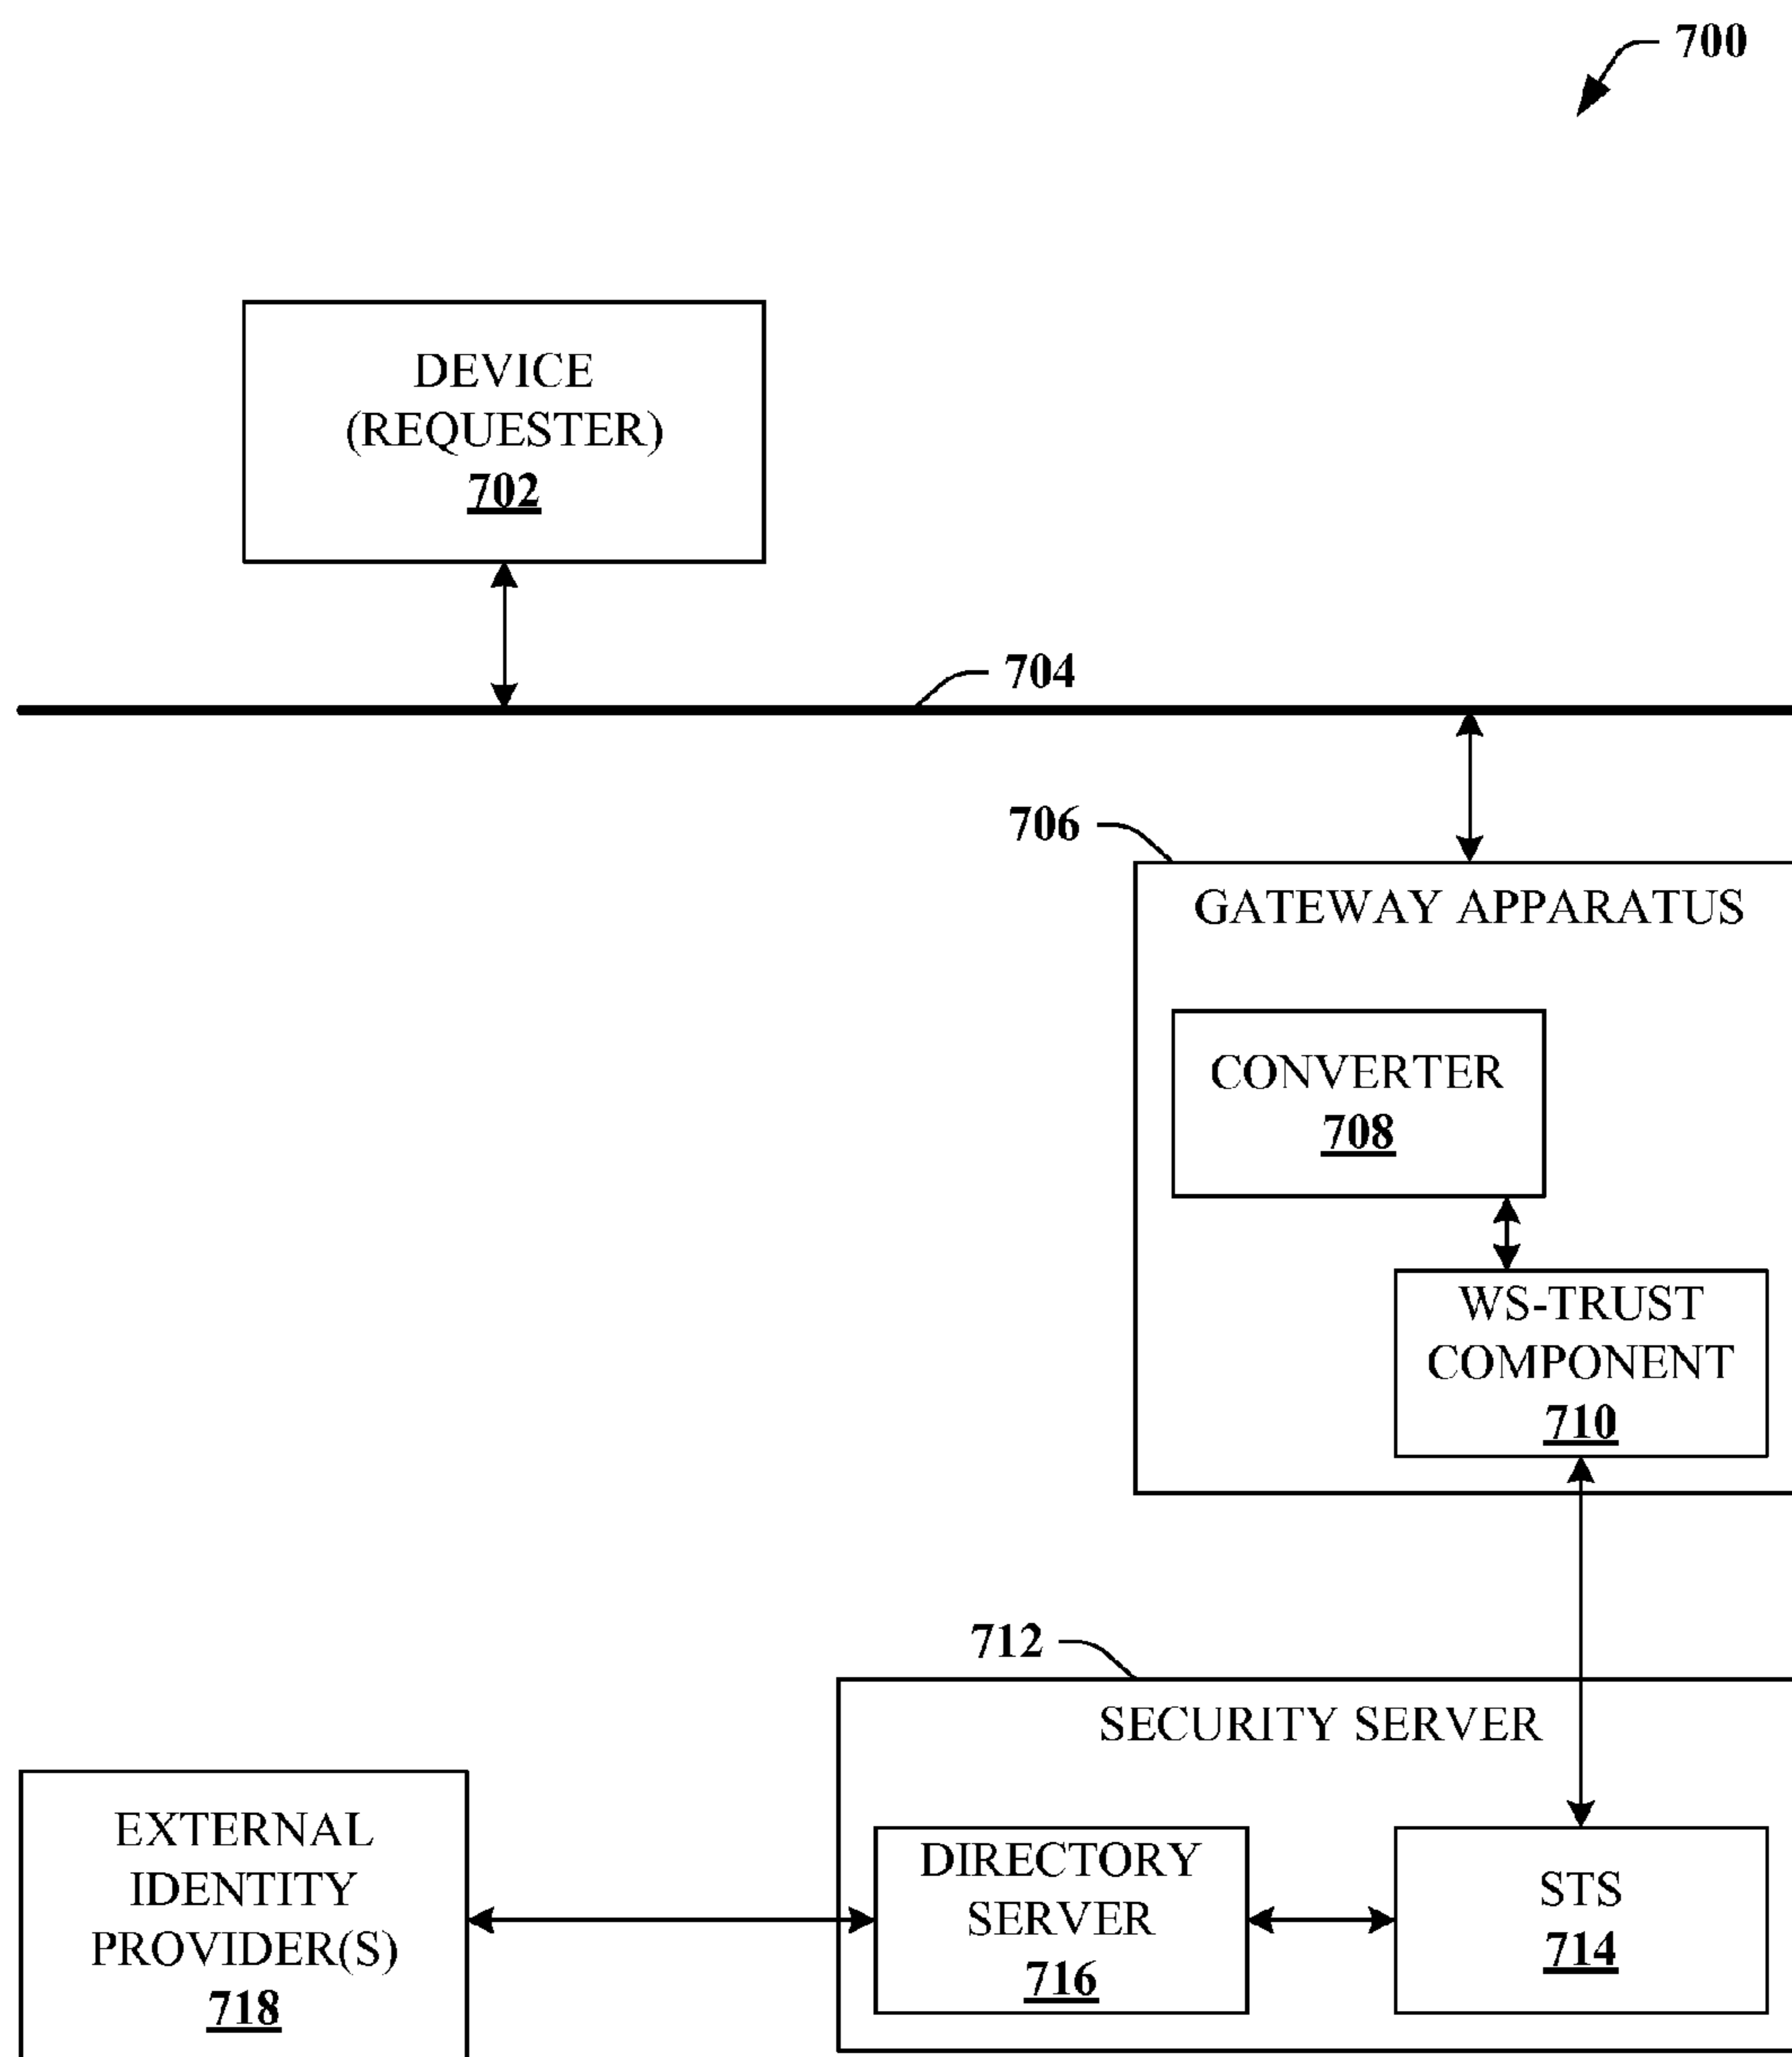 700
DEVICE
(REQUESTER)
702
704
706
GATEWAY APPARATUS
CONVERTER
708
WS-TRUST
COMPONENT
710
712
SECURITY SERVER
EXTERNAL
IDENTITY
PROVIDER(S)
718
DIRECTORY
SERVER
716
STS
714